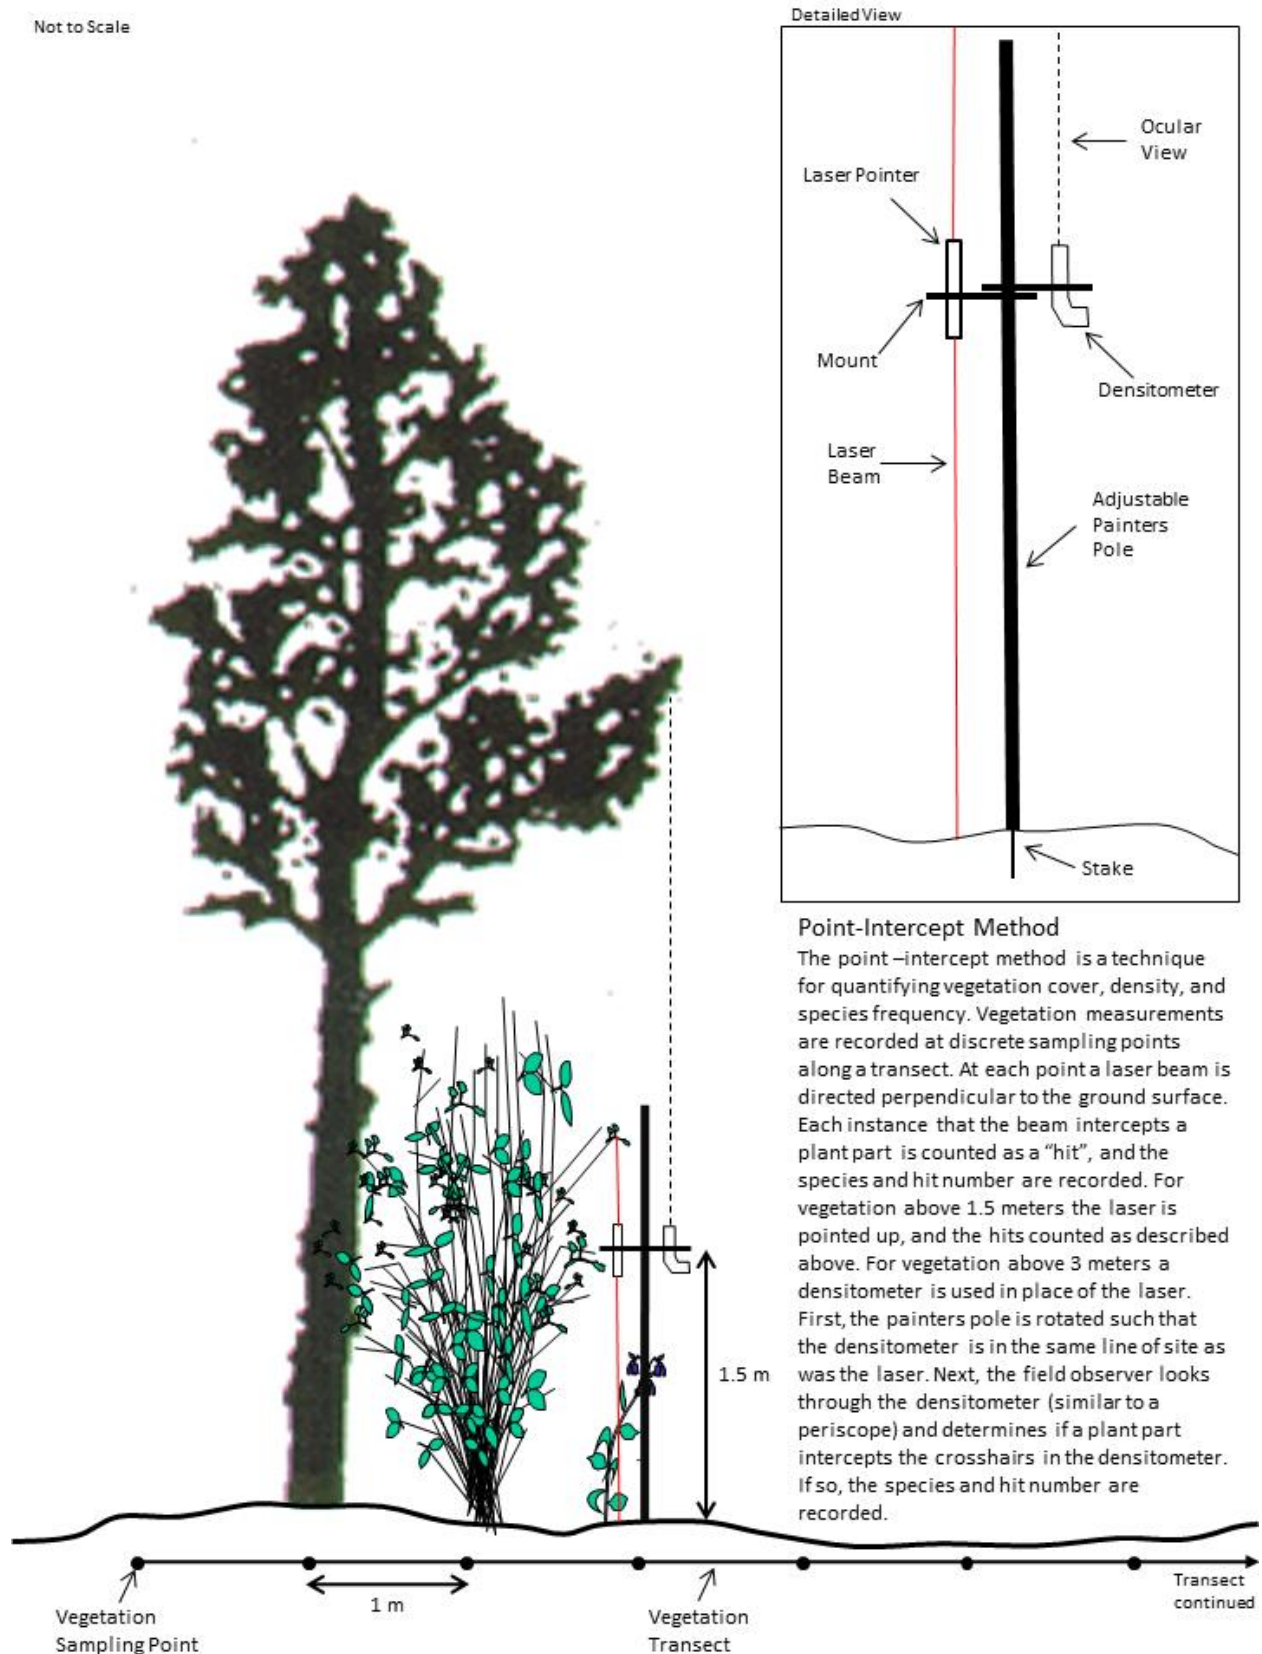 Not to Scale
Detailed View
Ocular
View
Laser Pointer
Mount
Densitometer
Laser
Beam
Adjustable
Painters
Pole
Stake
Point-Intercept Method
The point –intercept method is a technique
for quantifying vegetation cover, density, and
species frequency. Vegetation measurements
are recorded at discrete sampling points
along a transect. At each point a laser beam is
directed perpendicular to the ground surface.
Each instance that the beam intercepts a
plant part is counted as a “hit”, and the
species and hit number are recorded. For
vegetation above 1.5 meters the laser is
pointed up, and the hits counted as described
above. For vegetation above 3 meters a
densitometer is used in place of the laser.
First, the painters pole is rotated such that
the densitometer is in the same line of site as
was the laser. Next, the field observer looks
through the densitometer (similar to a
periscope) and determines if a plant part
intercepts the crosshairs in the densitometer.
If so, the species and hit number are
recorded.
1.5 m
1 m
Vegetation
Sampling Point
Vegetation
Transect
Transect
continued